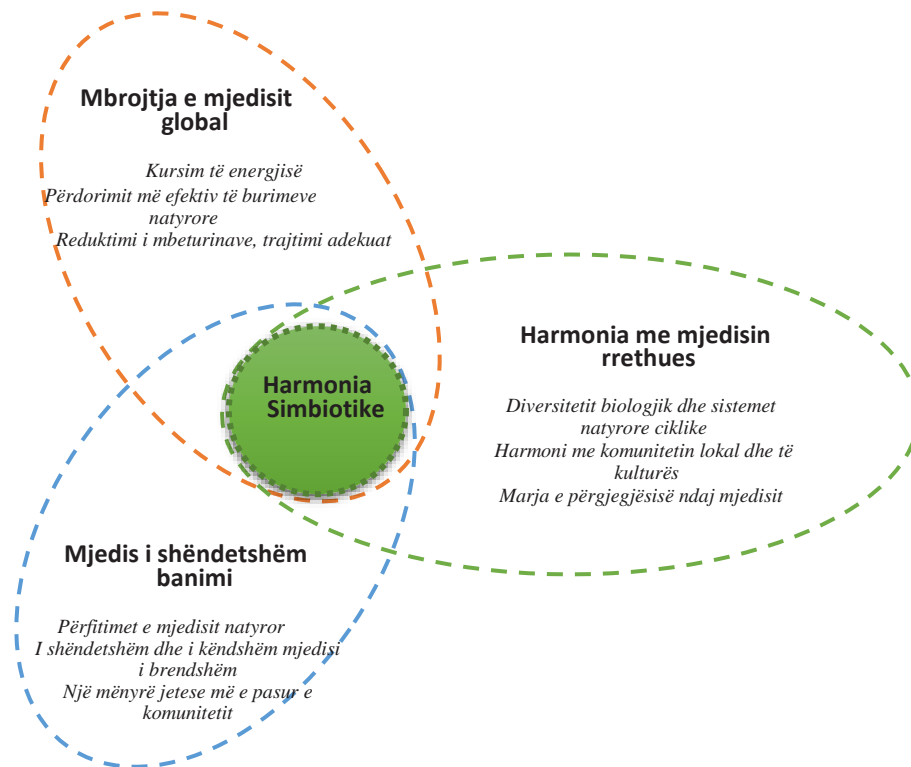 Mbrojtja e mjedisit
global
Kursim të energjisë
Përdorimit më efektiv të burimeve
natyrore
Reduktimi i mbeturinave, trajtimi adekuat
Harmonia me mjedisin
rrethues
Diversitetit biologjik dhe sistemet
natyrore ciklike
Harmoni me komunitetin lokal dhe të
kulturës
Marja e përgjegjësisë ndaj mjedisit
Harmonia
Simbiotike
Mjedis i shëndetshëm
banimi
Përfitimet e mjedisit natyror
I shëndetshëm dhe i këndshëm mjedisi
i brendshëm
Një mënyrë jetese më e pasur e
komunitetit